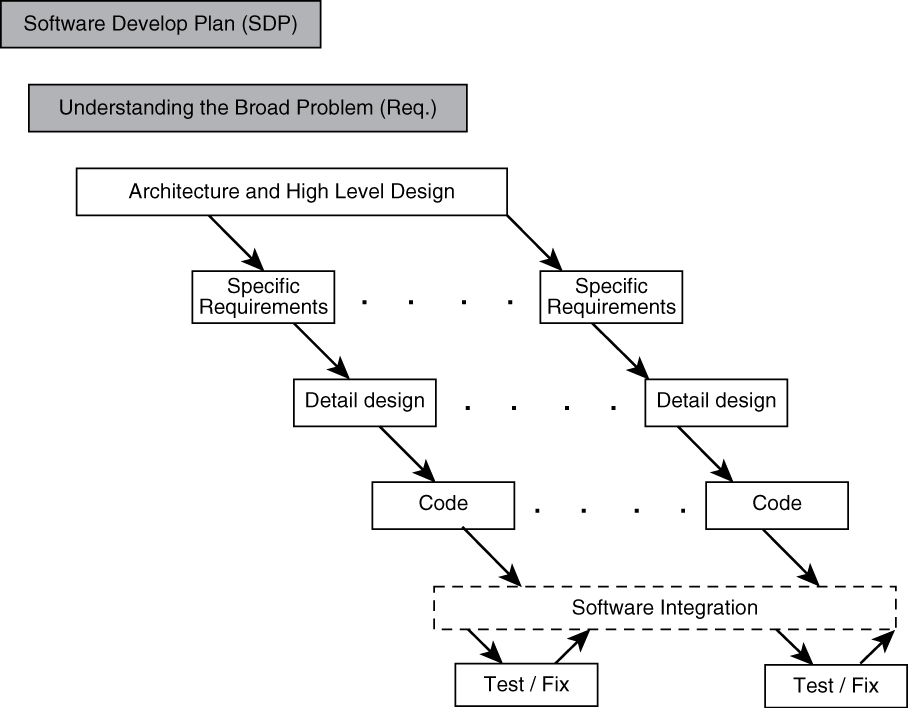 Software Develop Plan (SDP)
Understanding the Broad Problem (Req.)
Architecture and High Level Design
Specific
Requirements
Specific
Requirements
Detail design
Detail design
Code
Code
Software Integration
Test / Fix
Test / Fix